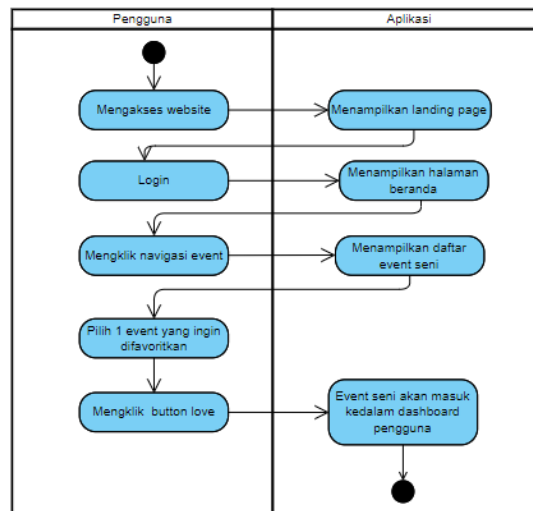 Pengguna
Aplikasi
Mengakses website
Menampilkan landing page
Login
Menampilkan halaman
beranda
Mengklik navigasi event
Menampilkan daftar
event seni
Pilih 1 event yang ingin
difavoritkan
Mengklik button love
Event seni akan masuk
kedalam dashboard
pengguna